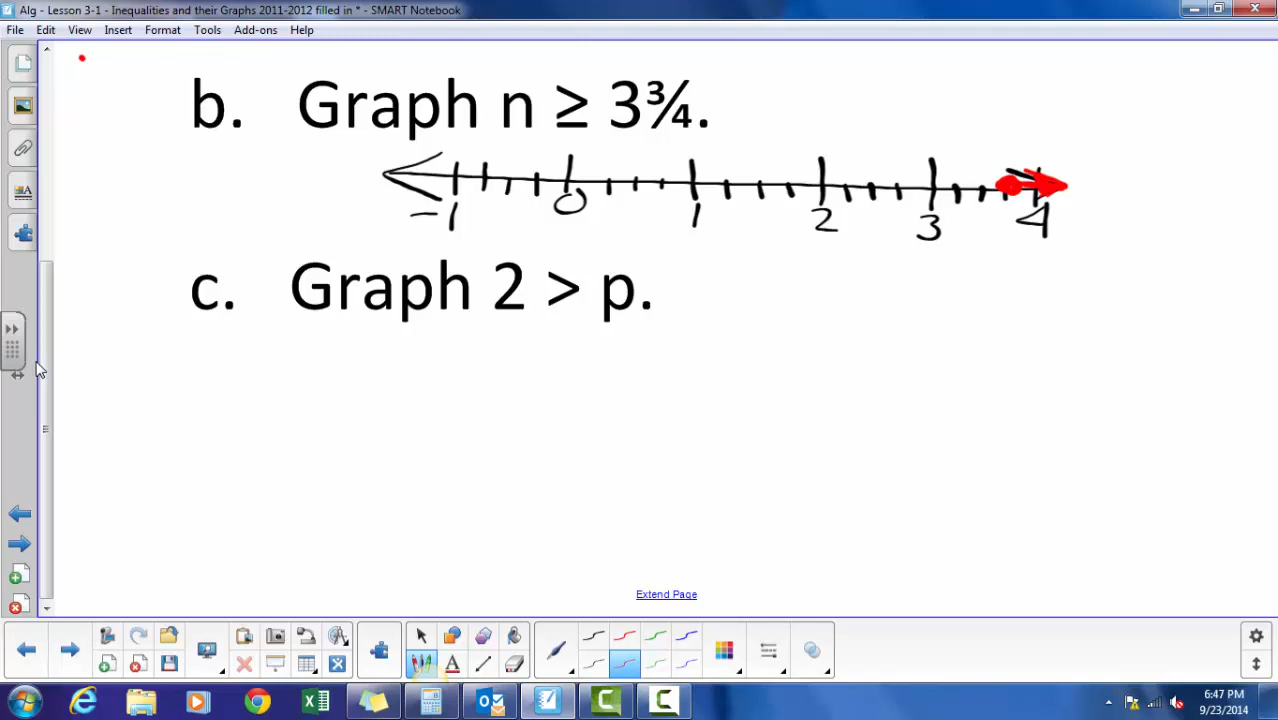 Alg - Lesson 3-1 - Inequalities and their Graphs 2011-2012 filled in * - SMART Notebook
File Edit View Insert Format Tools Add-ons Help
b. Graph n ≥ 3¾.
-1 0 1 2 3 4
c. Graph 2 > p.
Extend Page
6:47 PM
9/23/2014